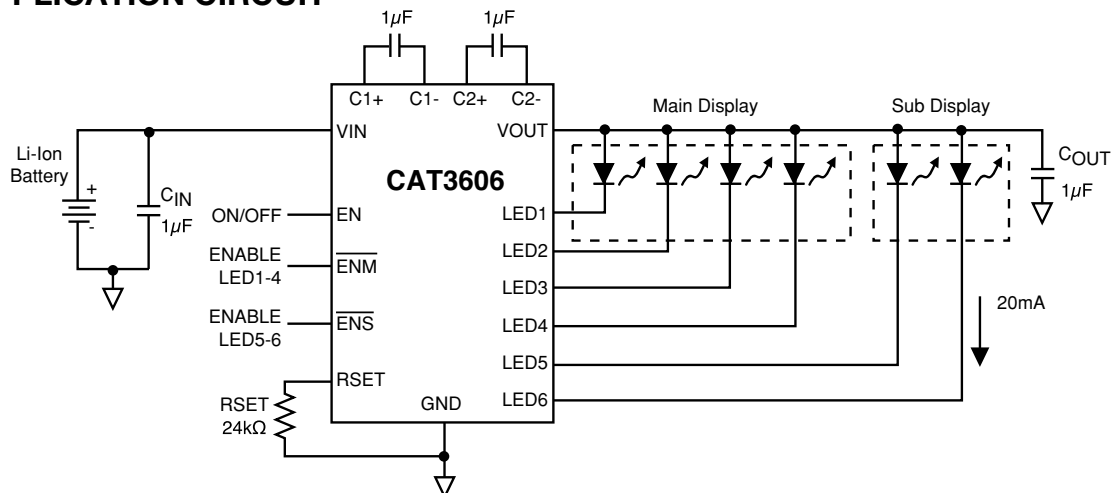 PLICATION CIRCUIT
1µF
1µF
C1+ C1- C2+ C2-
Main Display
Sub Display
VIN
VOUT
Li-Ion
Battery
+
-
CIN
1µF
CAT3606
COUT
1µF
ON/OFF
EN
LED1
ENABLE
LED1-4
ENM
LED2
LED3
20mA
ENABLE
LED5-6
ENS
LED4
LED5
RSET
RSET
24kΩ
GND
LED6